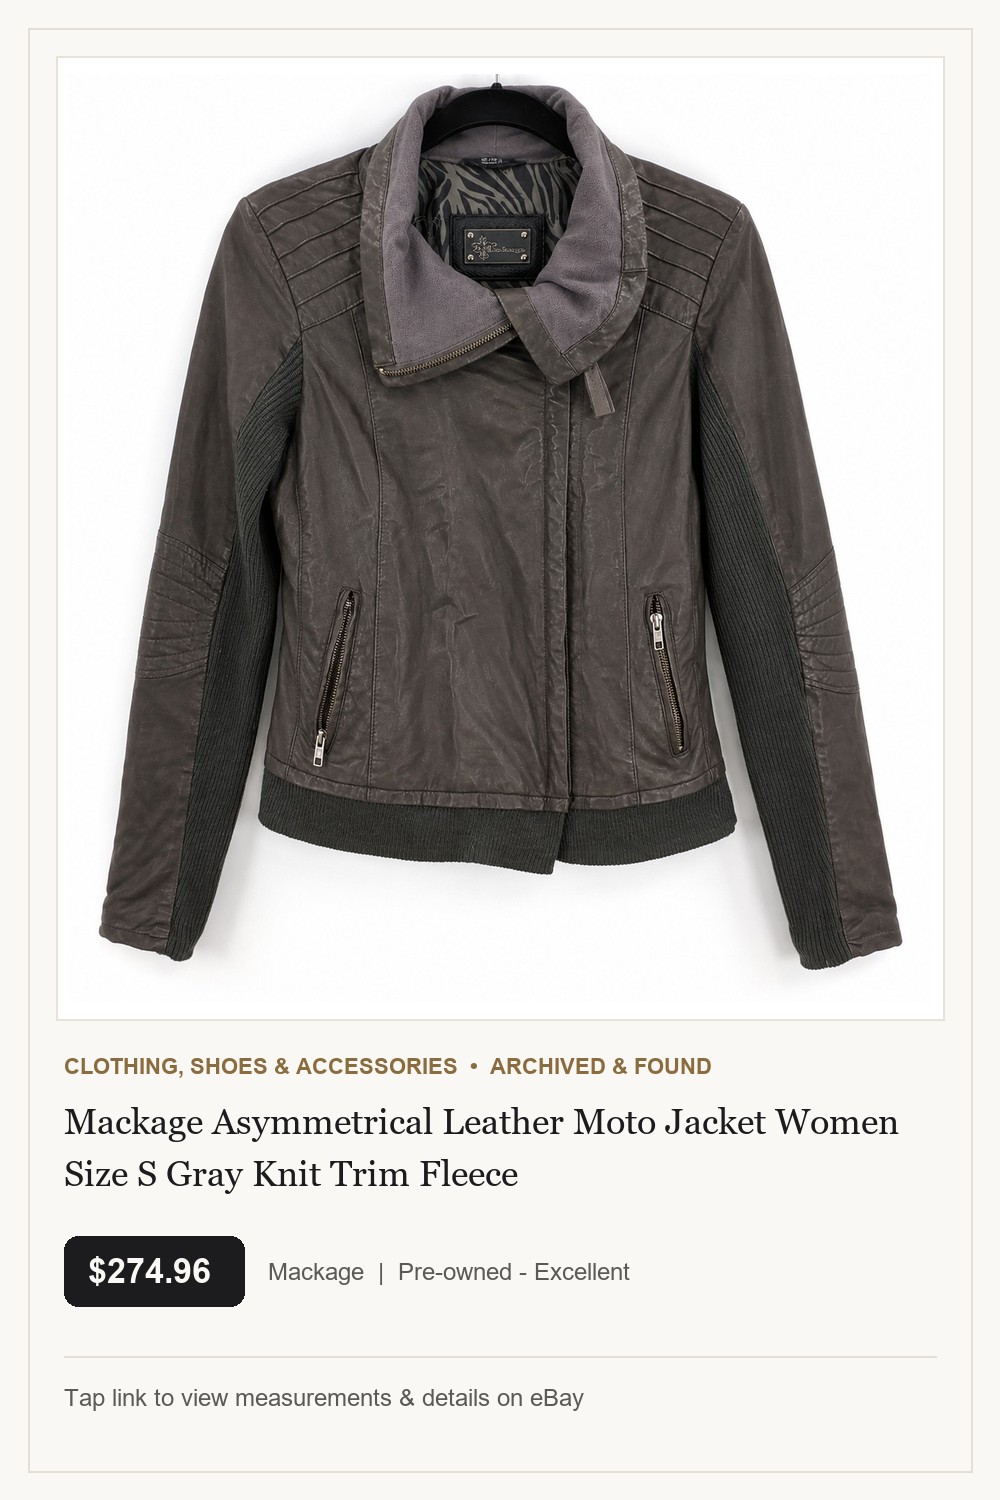 CLOTHING, SHOES & ACCESSORIES • ARCHIVED & FOUND
Mackage Asymmetrical Leather Moto Jacket Women
Size S Gray Knit Trim Fleece
$274.96
Mackage | Pre-owned - Excellent
Tap link to view measurements & details on eBay